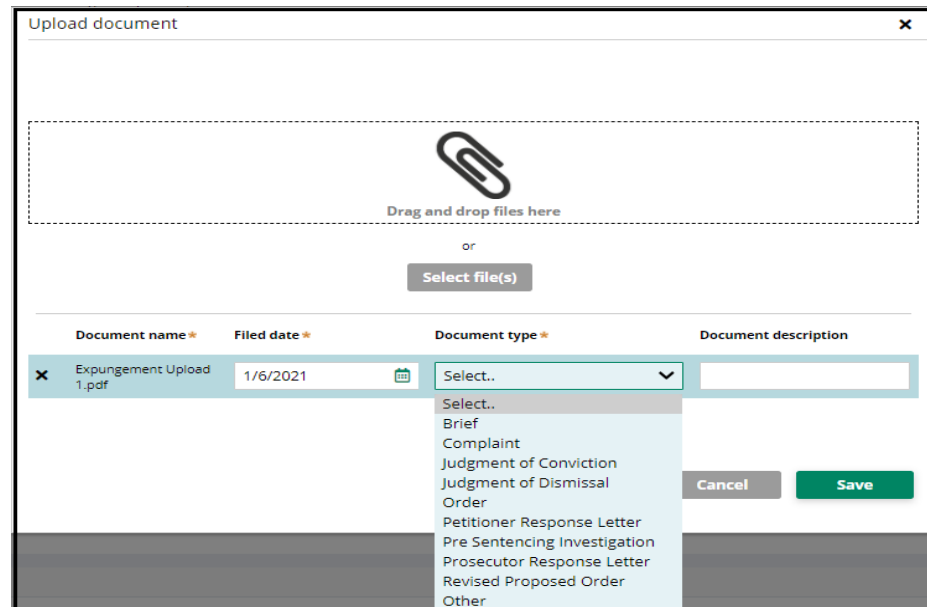 Upload document
Drag and drop files here
or
Select file(s)
Document name* Filed date* Document type* Document description
Expungement Upload
1.pdf
1/6/2021
Select..
Select..
Brief
Complaint
Judgment of Conviction
Judgment of Dismissal
Order
Petitioner Response Letter
Pre Sentencing Investigation
Prosecutor Response Letter
Revised Proposed Order
Other
Cancel Save